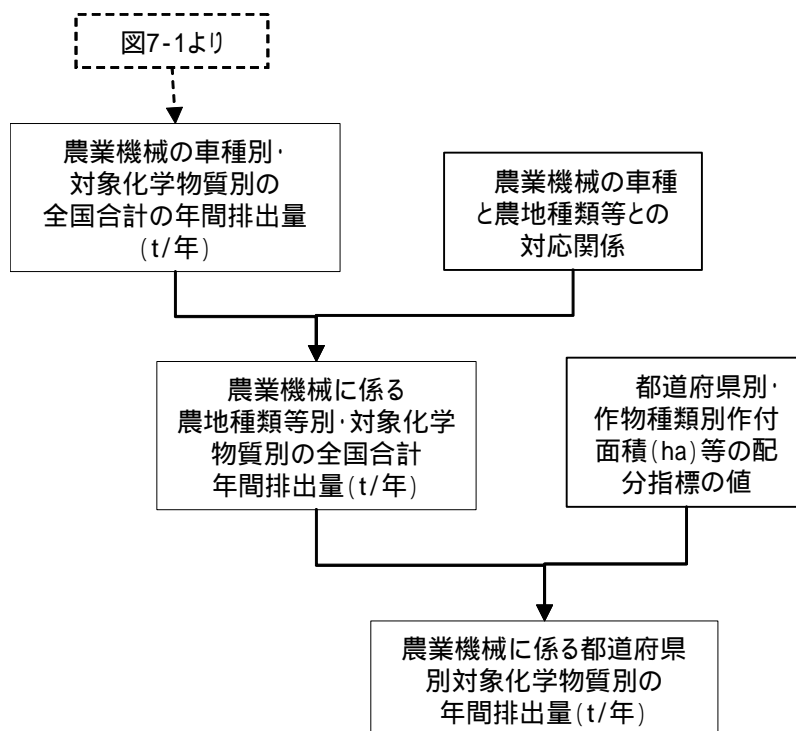 図7-1より
農業機械の車種別・
対象化学物質別の
全国合計の年間排出量
(t/年)
農業機械の車種
と農地種類等との
対応関係
農業機械に係る
農地種類等別・対象化学
物質別の全国合計
年間排出量(t/年)
都道府県別・
作物種類別作付
面積(ha)等の配
分指標の値
農業機械に係る都道府県
別対象化学物質別の
年間排出量(t/年)